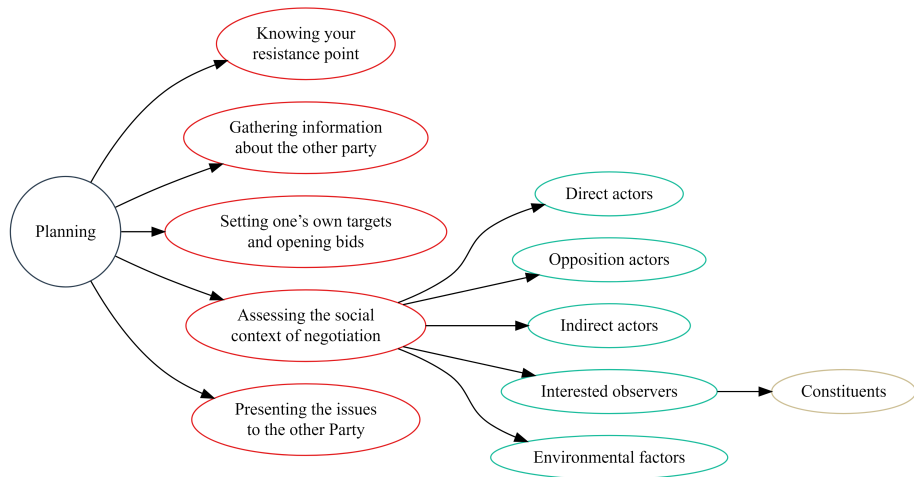 Planning
Knowing your
resistance point
Gathering information
about the other party
Setting one’s own targets
and opening bids
Assessing the social
context of negotiation
Presenting the issues
to the other Party
Direct actors
Opposition actors
Indirect actors
Interested observers
Environmental factors
Constituents